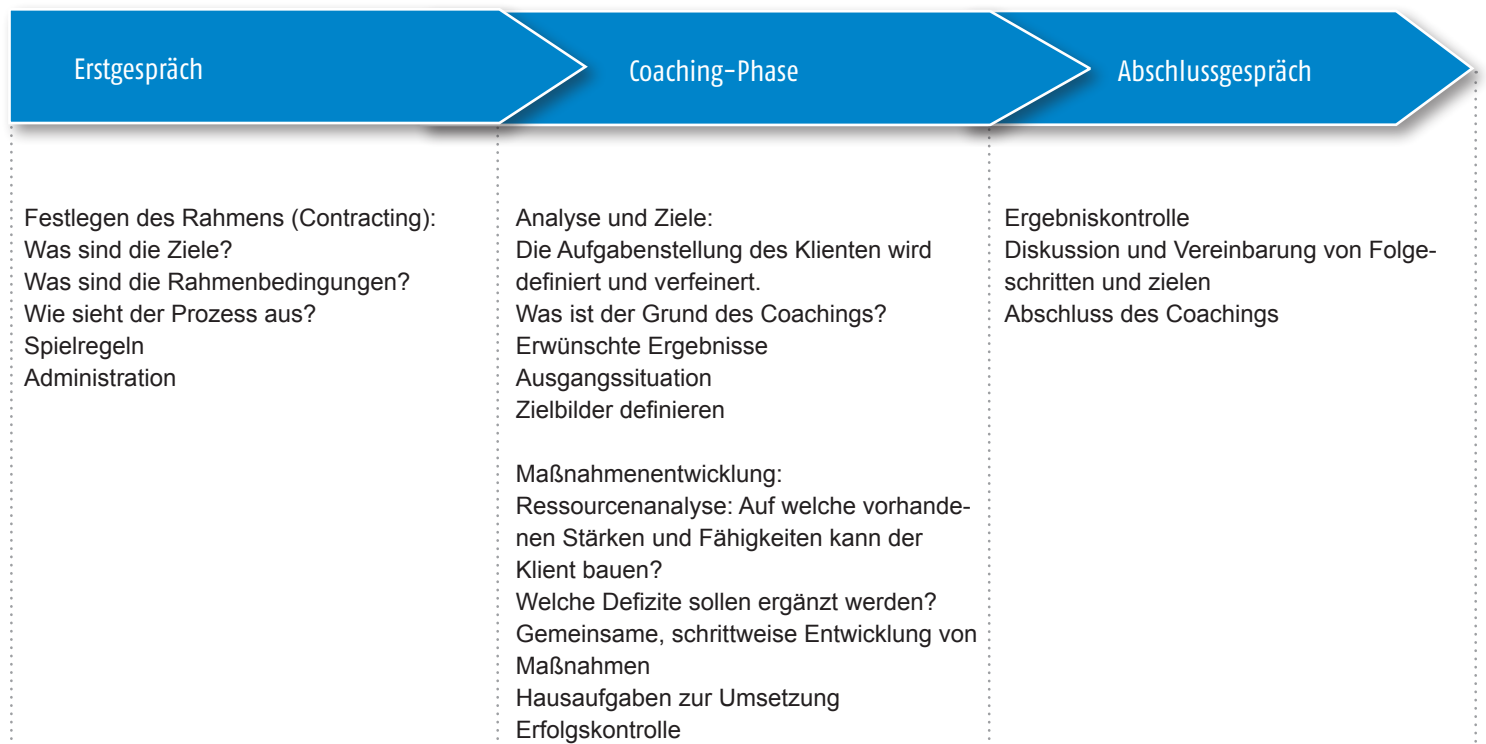 Erstgespräch
Coaching-Phase
Abschlussgespräch
Festlegen des Rahmens (Contracting):
Was sind die Ziele?
Was sind die Rahmenbedingungen?
Wie sieht der Prozess aus?
Spielregeln
Administration
Analyse und Ziele:
Die Aufgabenstellung des Klienten wird
definiert und verfeinert.
Was ist der Grund des Coachings?
Erwünschte Ergebnisse
Ausgangssituation
Zielbilder definieren
Maßnahmenentwicklung:
Ressourcenanalyse: Auf welche vorhande-
nen Stärken und Fähigkeiten kann der
Klient bauen?
Welche Defizite sollen ergänzt werden?
Gemeinsame, schrittweise Entwicklung von
Maßnahmen
Hausaufgaben zur Umsetzung
Erfolgskontrolle
Ergebniskontrolle
Diskussion und Vereinbarung von Folge-
schritten und zielen
Abschluss des Coachings